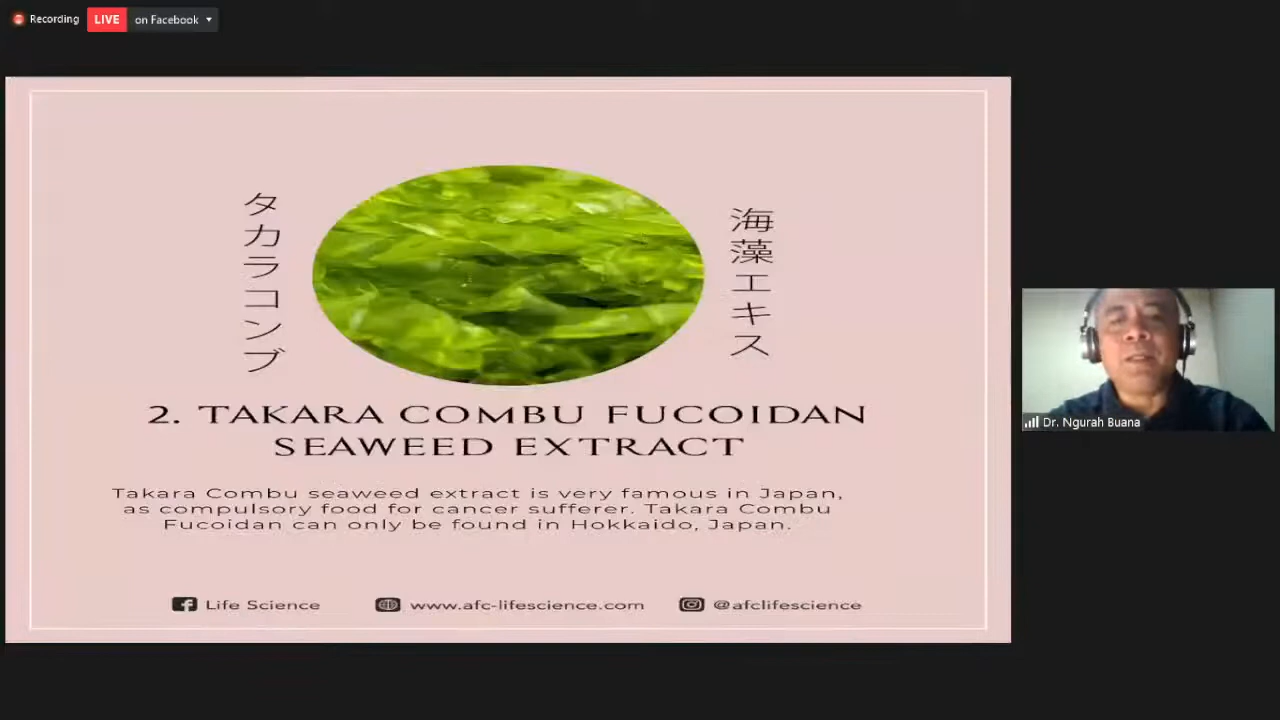 Recording
LIVE on Facebook
タカラコンブ
海藻エキス
2. TAKARA COMBU FUCOIDAN
SEAWEED EXTRACT
Takara Combu seaweed extract is very famous in Japan,
as compulsory food for cancer sufferer. Takara Combu
Fucoidan can only be found in Hokkaido, Japan.
Life Science
www.afc-lifescience.com
@afclifescience
Dr. Ngurah Buana